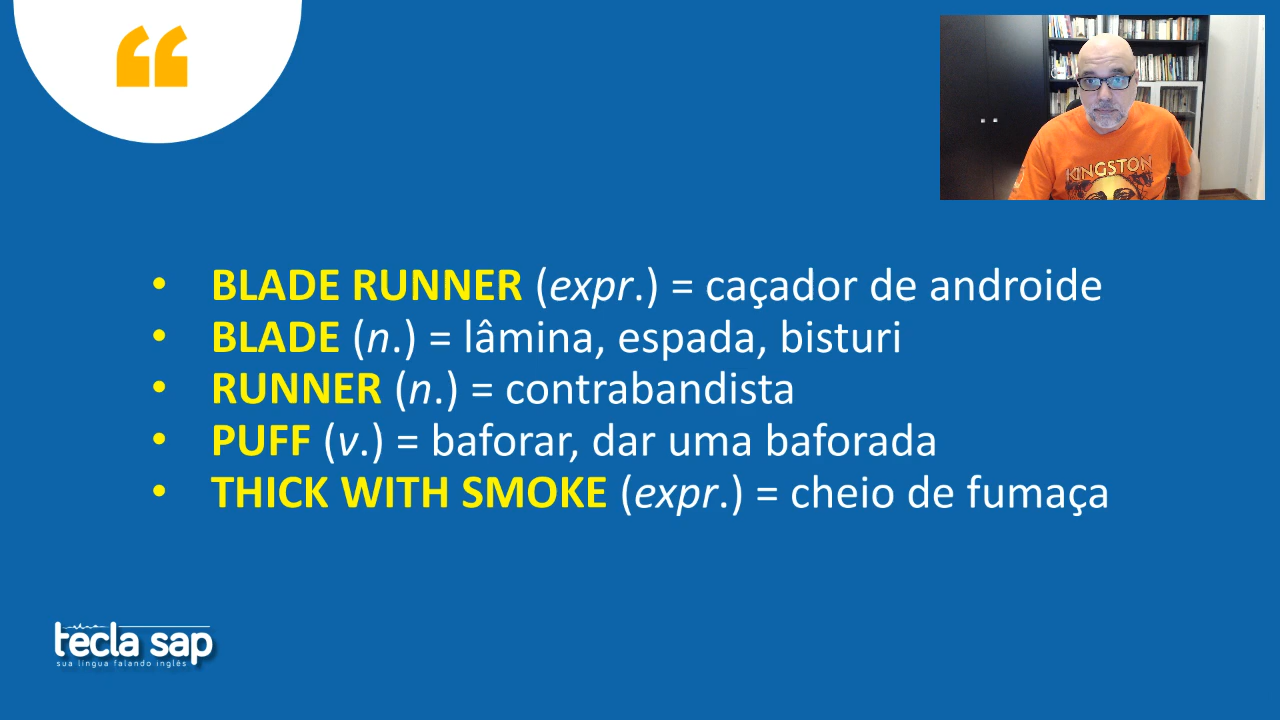 “
KINGSTON
• BLADE RUNNER (expr.) = caçador de androide
• BLADE (n.) = lâmina, espada, bisturi
• RUNNER (n.) = contrabandista
• PUFF (v.) = baforar, dar uma baforada
• THICK WITH SMOKE (expr.) = cheio de fumaça
tecla sap
sua língua falando inglês